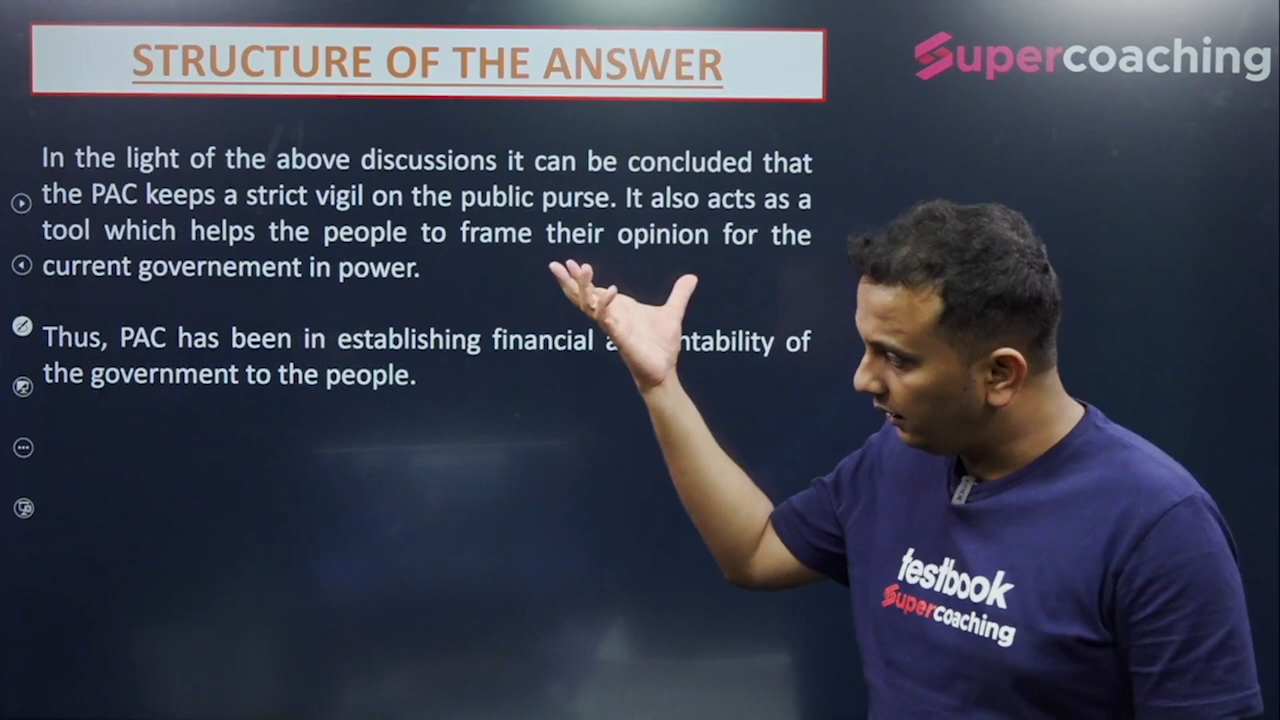 STRUCTURE OF THE ANSWER
Supercoaching
In the light of the above discussions it can be concluded that
the PAC keeps a strict vigil on the public purse. It also acts as a
tool which helps the people to frame their opinion for the
current governement in power.
Thus, PAC has been in establishing financial of
the government to the people.
testbook
Supercoaching